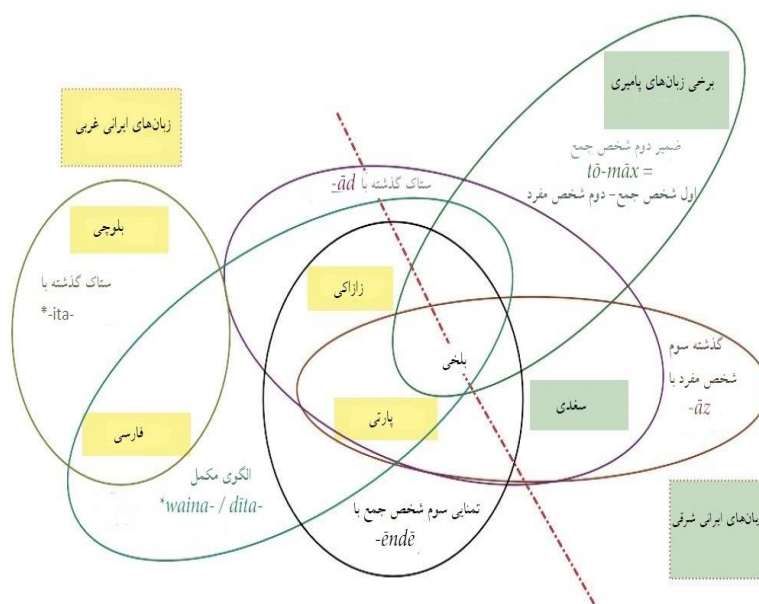 برخی زبان‌های پامیری
ضمیر دوم شخص جمع
tō-māx =
اول شخص جمع – دوم شخص مفرد
زبان‌های ایرانی غربی
ستاک گذشته با -ād
بلوچی
ستاک گذشته با
*-ita-
زازاکی
بلخی
گذشته سوم
شخص مفرد با
-āz
سغدی
پارتی
فارسی
الگوی مکمل
*waina- / dīta-
تمنایی سوم شخص جمع با
-ēndē
زبان‌های ایرانی شرقی